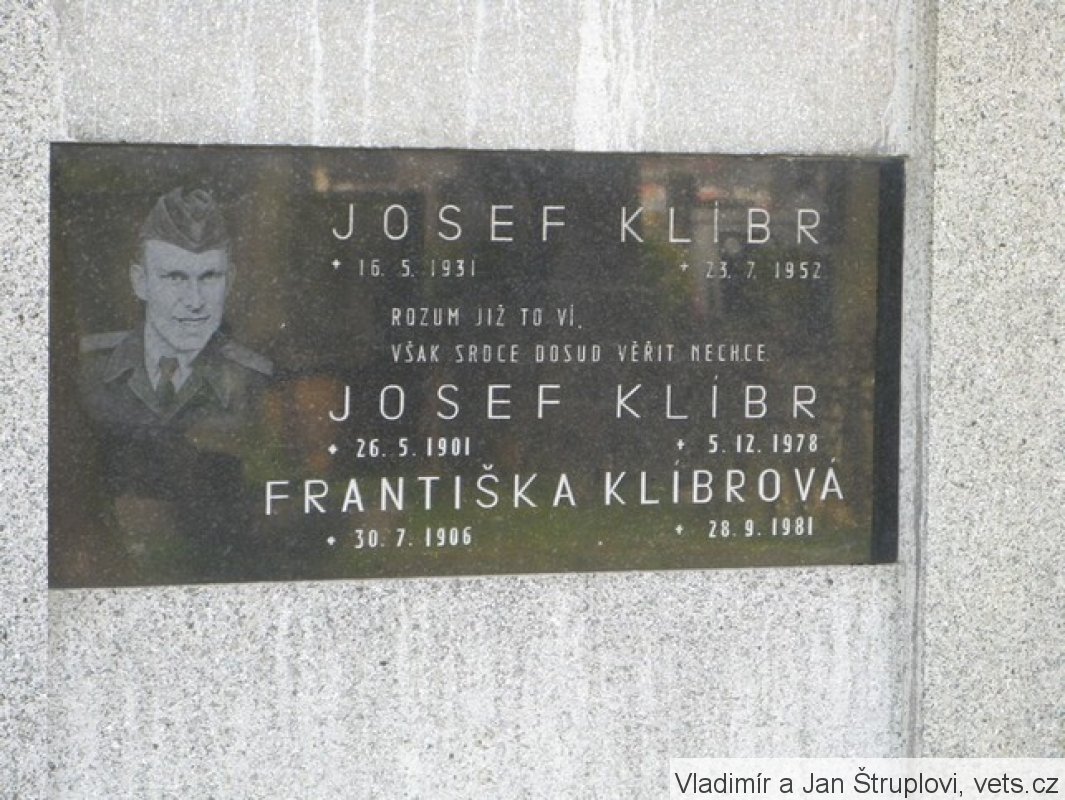 JOSEF KLÍBR
* 16. 5. 1931 + 23. 7. 1952
ROZUM JIŽ TO VÍ,
VŠAK SRDCE DOSUD VĚŘIT NECHCE.
JOSEF KLÍBR
* 26. 5. 1901 + 5. 12. 1978
FRANTIŠKA KLÍBROVÁ
* 30. 7. 1906 + 28. 9. 1981
Vladimír a Jan Štruplovi, vets.cz